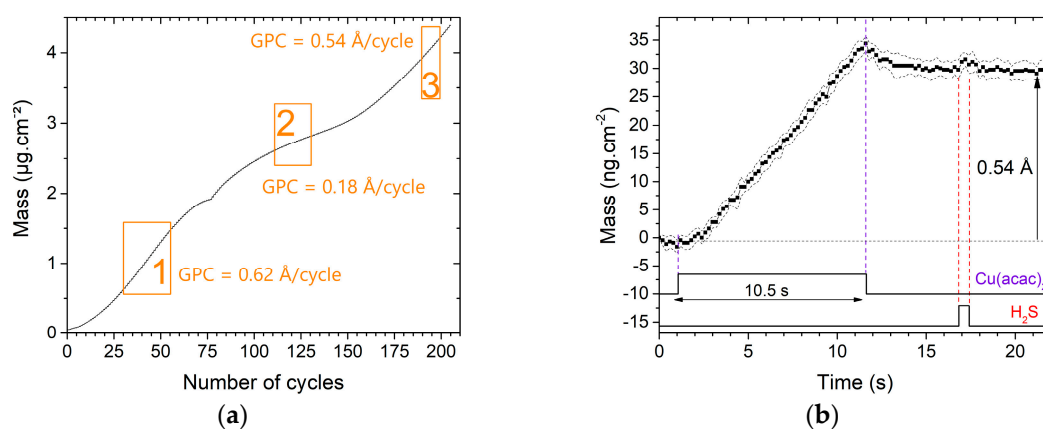 GPC = 0.54 Å/cycle
3
2
GPC = 0.18 Å/cycle
1
GPC = 0.62 Å/cycle
Mass (µg.cm⁻²)
4
3
2
1
0
0 25 50 75 100 125 150 175 200
Number of cycles
(a)
Mass (ng.cm⁻²)
35
30
25
20
15
10
5
0
-5
-10
-15
0.54 Å
Cu(acac)
10.5 s
H₂S
0 5 10 15 20
Time (s)
(b)